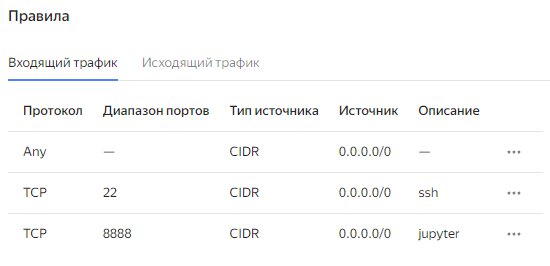 Правила
Входящий трафик Исходящий трафик
Протокол Диапазон портов Тип источника Источник Описание
Any — CIDR 0.0.0.0/0 —
TCP 22 CIDR 0.0.0.0/0 ssh
TCP 8888 CIDR 0.0.0.0/0 jupyter